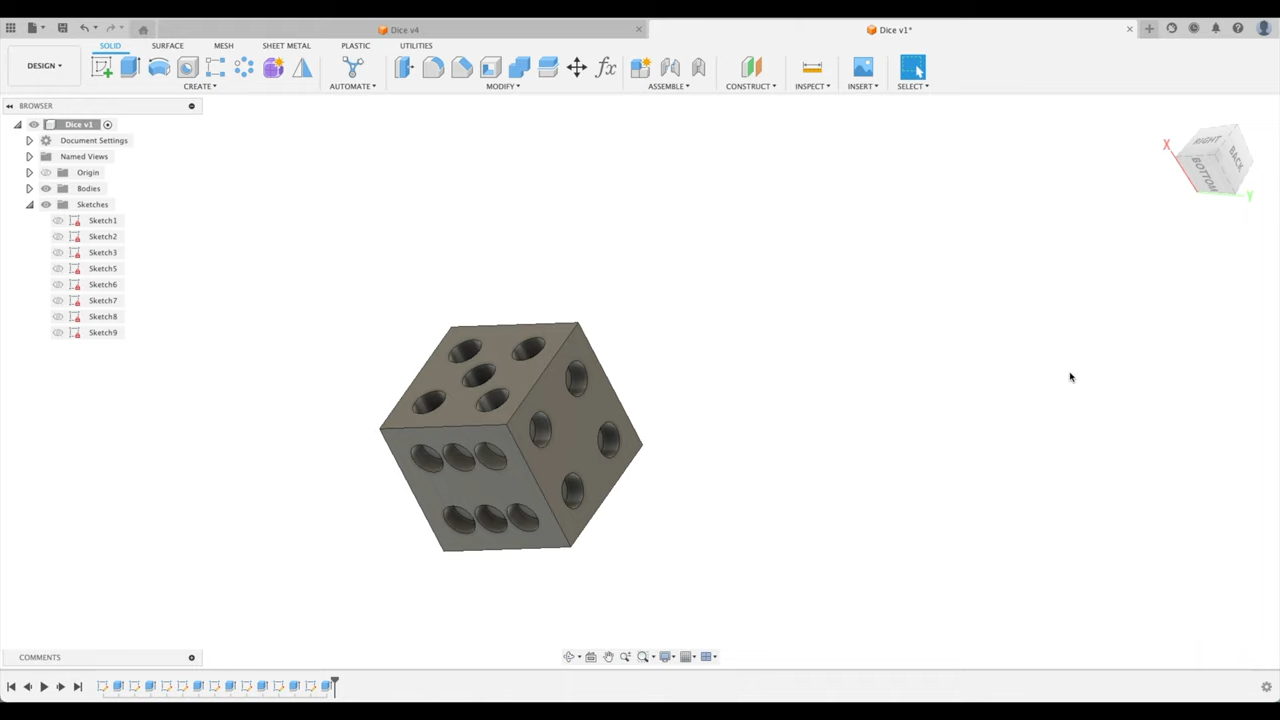 Dice v4
Dice v1*
SOLID SURFACE MESH SHEET METAL PLASTIC UTILITIES
DESIGN
fx
CREATE AUTOMATE MODIFY ASSEMBLE CONSTRUCT INSPECT INSERT SELECT
BROWSER
Dice v1
Document Settings
Named Views
Origin
Bodies
Sketches
Sketch1
Sketch2
Sketch3
Sketch5
Sketch6
Sketch7
Sketch8
Sketch9
X
RIGHT
BACK
BOTTOM
Y
COMMENTS